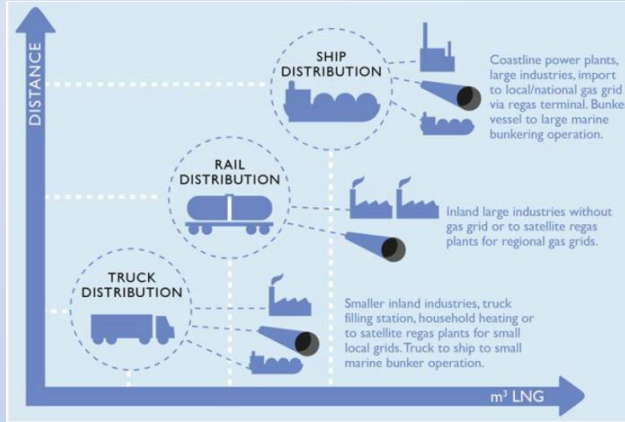 DISTANCE
SHIP
DISTRIBUTION
Coastline power plants,
large industries, import
to local/national gas grid
via regas terminal. Bunke
vessel to large marine
bunkering operation.
RAIL
DISTRIBUTION
Inland large industries without
gas grid or to satellite regas
plants for regional gas grids.
TRUCK
DISTRIBUTION
Smaller inland industries, truck
filling station, household heating or
to satellite regas plants for small
local grids. Truck to ship to small
marine bunker operation.
m³ LNG